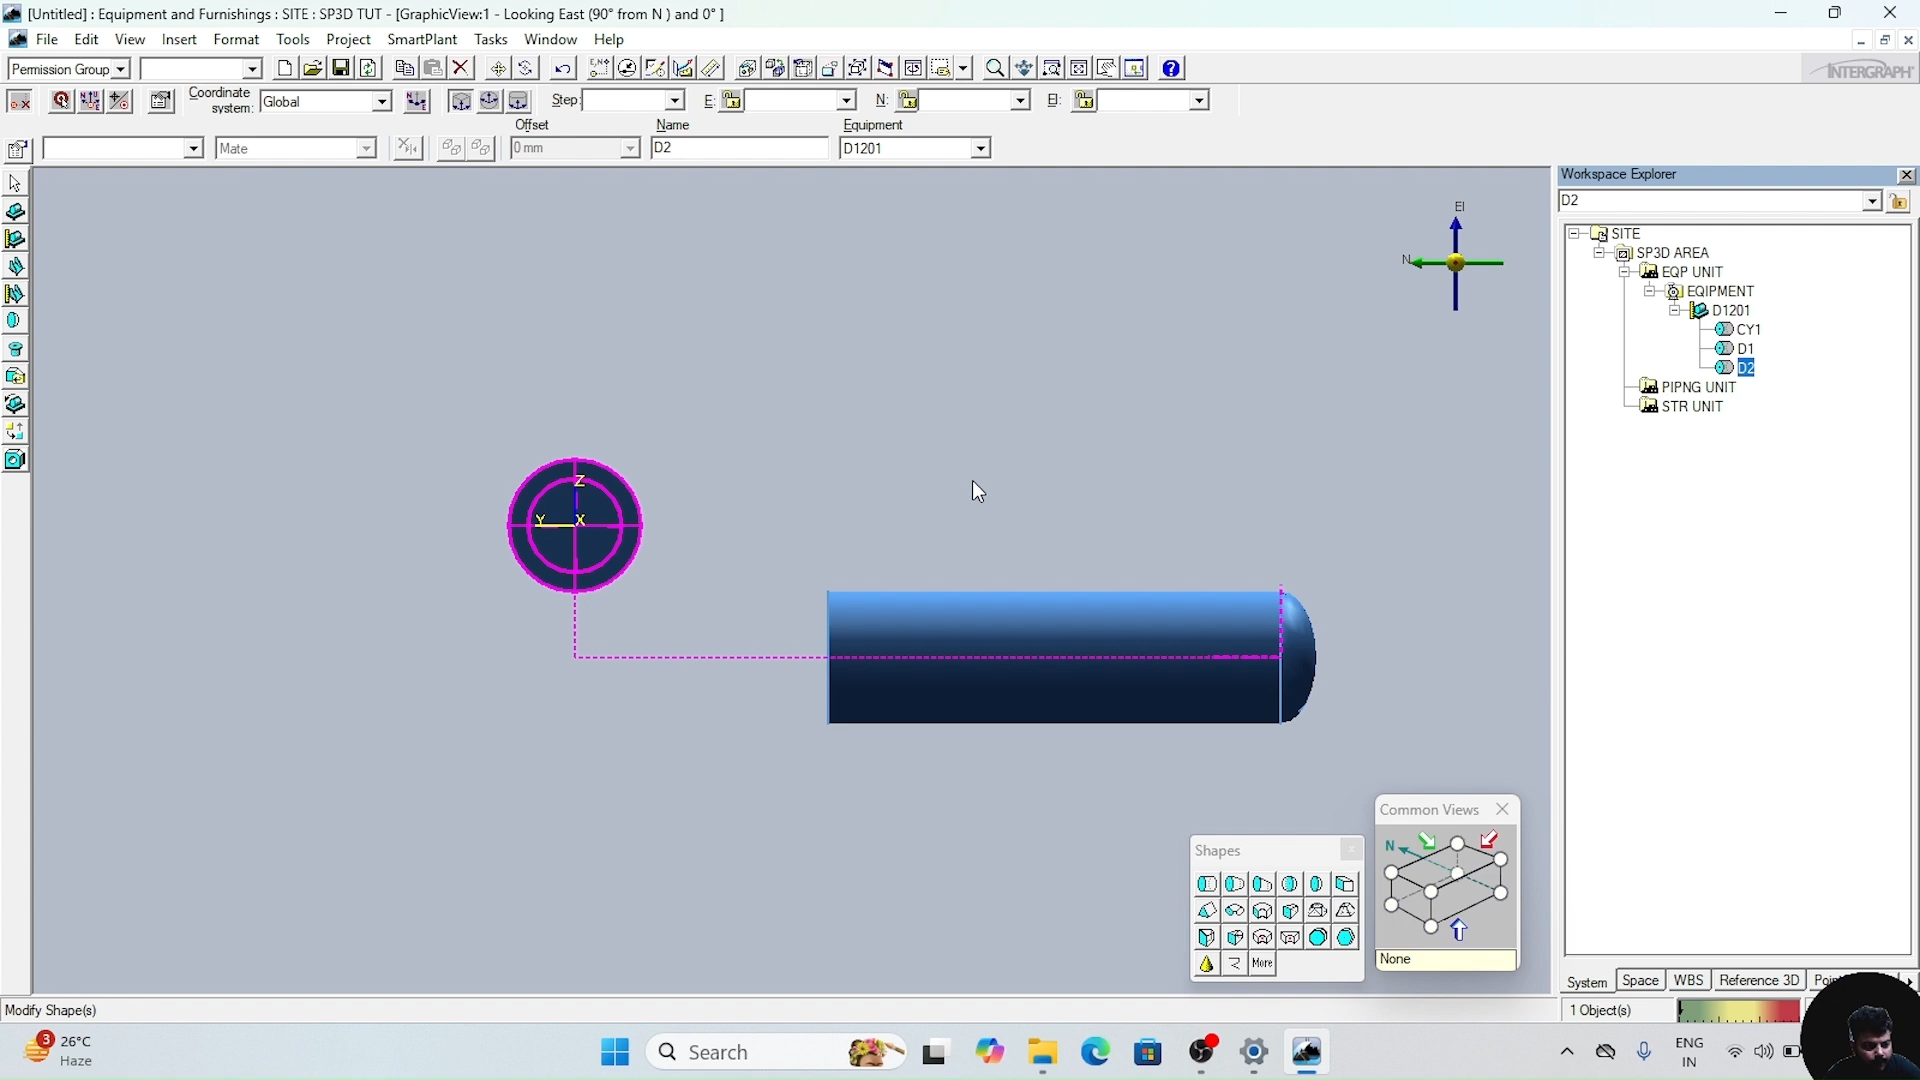 [Untitled] : Equipment and Furnishings : SITE : SP3D TUT - [GraphicView:1 - Looking East (90° from N ) and 0° ]
File Edit View Insert Format Tools Project SmartPlant Tasks Window Help
Permission Group
INTERGRAPH
Coordinate system: Global Step: E: N: El:
Offset Name Equipment
Mate 0 mm D2 D1201
Workspace Explorer
D2
SITE
SP3D AREA
EQP UNIT
EQIPMENT
D1201
CY1
D1
D2
PIPNG UNIT
STR UNIT
El
N
Z
Y X
Common Views
N
None
Shapes
More
System Space WBS Reference 3D
Modify Shape(s)
1 Object(s)
3
26°C
Haze
Search
ENG
IN